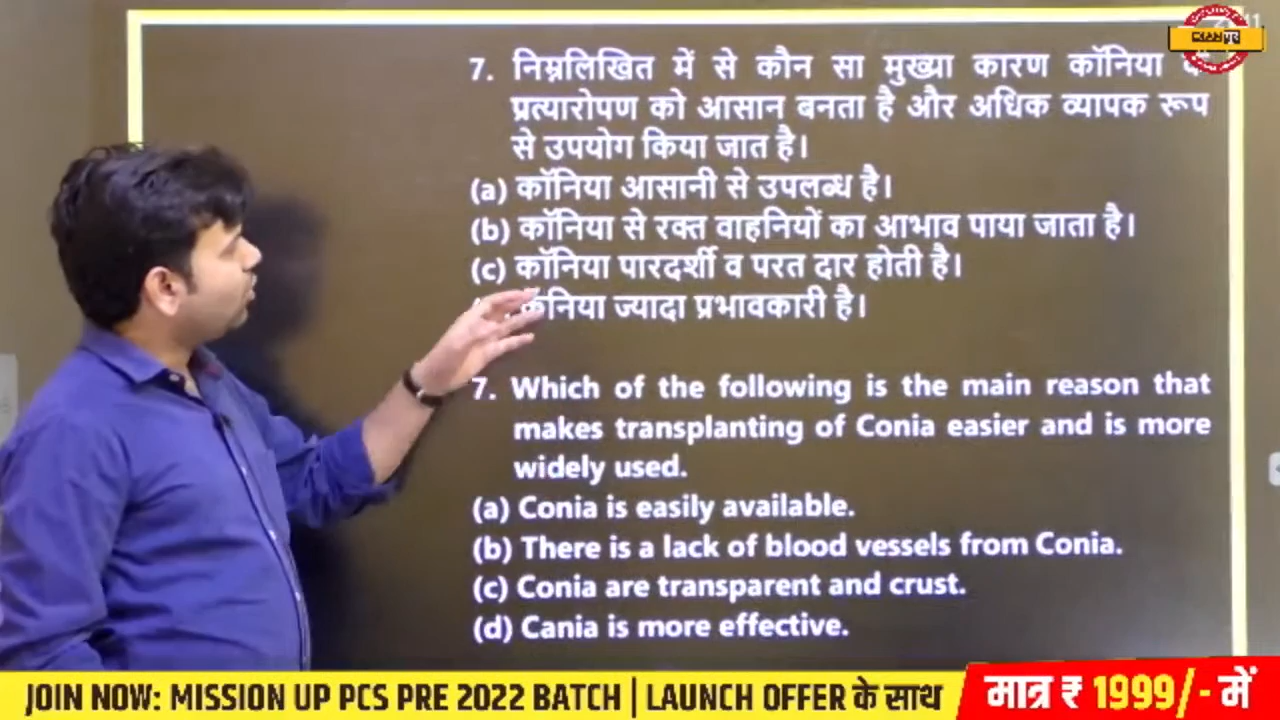 7. निम्नलिखित में से कौन सा मुख्या कारण कॉनिया
प्रत्यारोपण को आसान बनता है और अधिक व्यापक रूप
से उपयोग किया जात है।
(a) कॉनिया आसानी से उपलब्ध है।
(b) कॉनिया से रक्त वाहनियों का आभाव पाया जाता है।
(c) कॉनिया पारदर्शी व परत दार होती है।
कॅनिया ज्यादा प्रभावकारी है।
7. Which of the following is the main reason that
makes transplanting of Conia easier and is more
widely used.
(a) Conia is easily available.
(b) There is a lack of blood vessels from Conia.
(c) Conia are transparent and crust.
(d) Cania is more effective.
JOIN NOW: MISSION UP PCS PRE 2022 BATCH | LAUNCH OFFER के साथ
मात्र ₹ 1999/- में